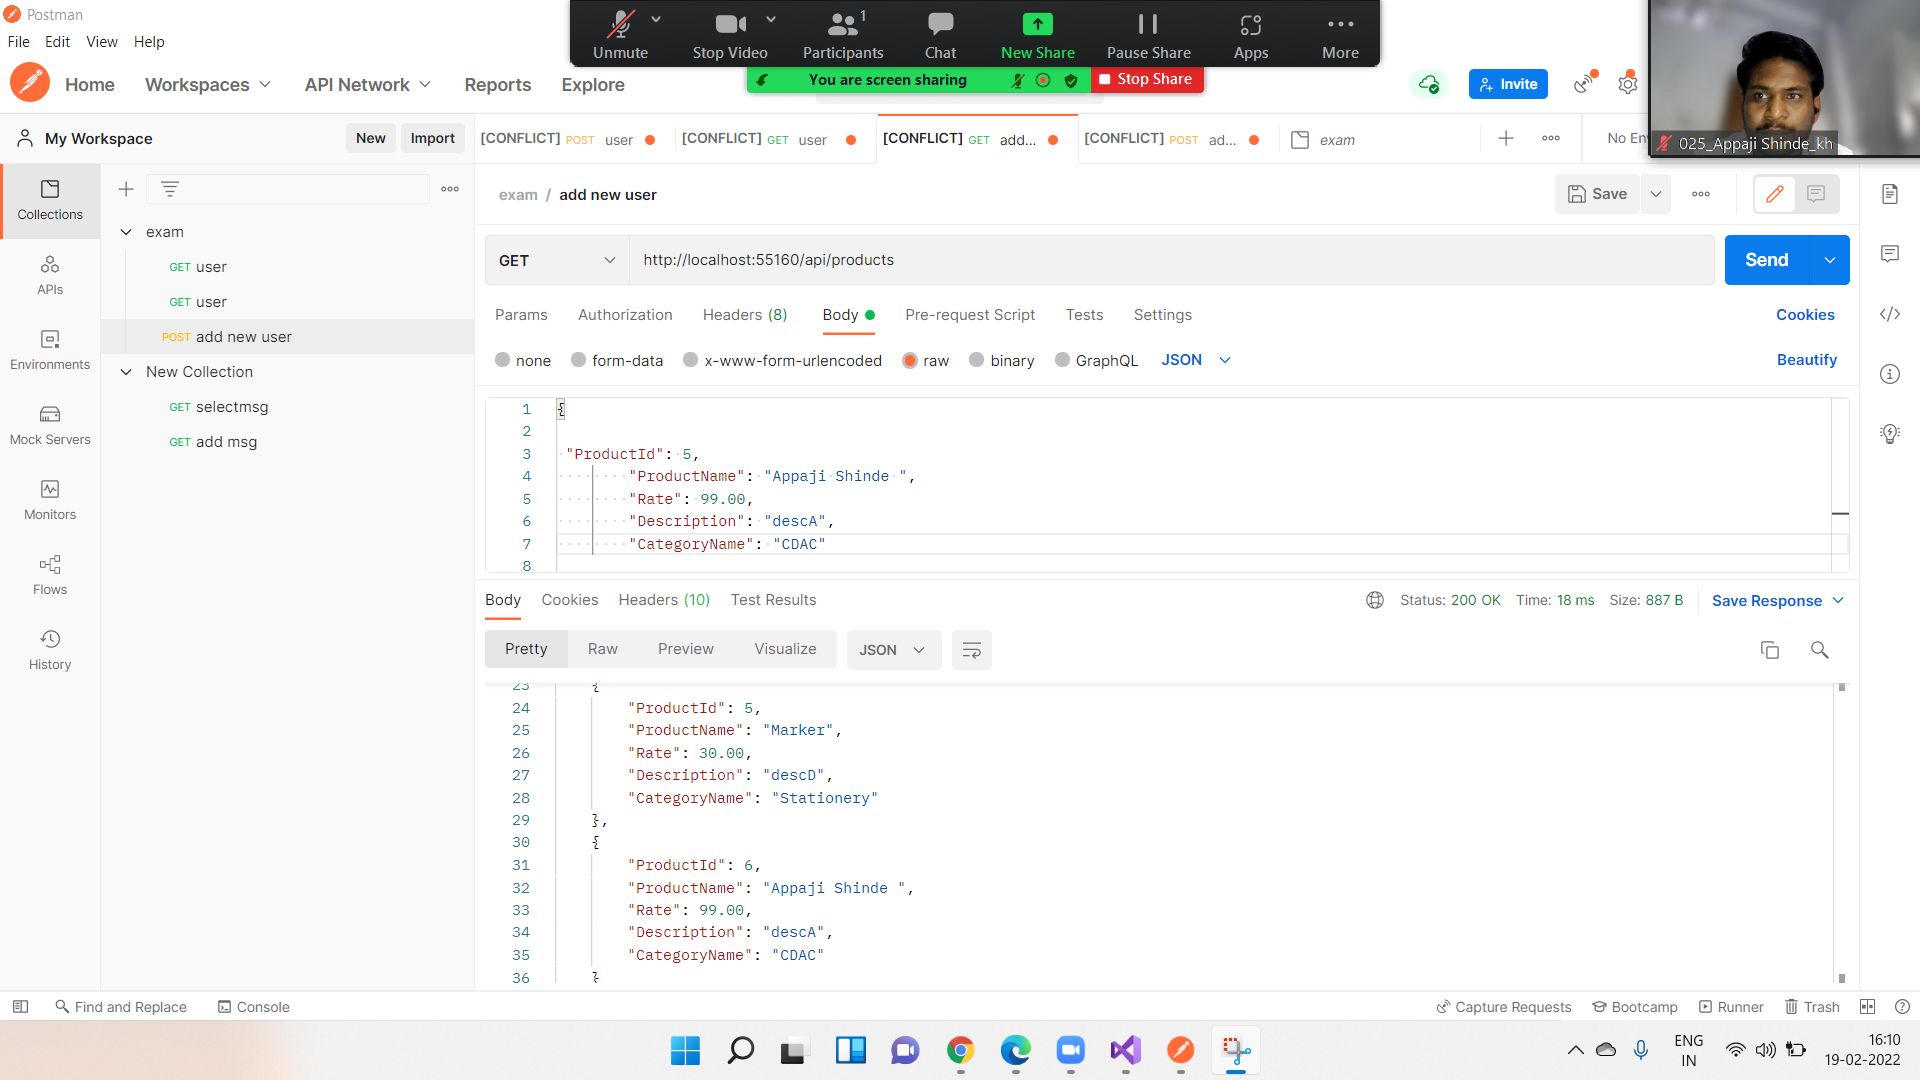 Postman
File Edit View Help
Unmute Stop Video Participants 1 Chat New Share Pause Share Apps More
You are screen sharing Stop Share
Home Workspaces API Network Reports Explore Invite
025_Appaji Shinde_kh
My Workspace New Import
[CONFLICT] POST user [CONFLICT] GET user [CONFLICT] GET add... [CONFLICT] POST ad... exam No En
Collections
APIs
Environments
Mock Servers
Monitors
Flows
History
exam
GET user
GET user
POST add new user
New Collection
GET selectmsg
GET add msg
exam / add new user Save
GET http://localhost:55160/api/products Send
Params Authorization Headers (8) Body Pre-request Script Tests Settings Cookies
none form-data x-www-form-urlencoded raw binary GraphQL JSON Beautify
1 {
2
3 "ProductId": 5,
4 "ProductName": "Appaji Shinde ",
5 "Rate": 99.00,
6 "Description": "descA",
7 "CategoryName": "CDAC"
8
Body Cookies Headers (10) Test Results Status: 200 OK Time: 18 ms Size: 887 B Save Response
Pretty Raw Preview Visualize JSON
23 {
24 "ProductId": 5,
25 "ProductName": "Marker",
26 "Rate": 30.00,
27 "Description": "descD",
28 "CategoryName": "Stationery"
29 },
30 {
31 "ProductId": 6,
32 "ProductName": "Appaji Shinde ",
33 "Rate": 99.00,
34 "Description": "descA",
35 "CategoryName": "CDAC"
36 }
Find and Replace Console Capture Requests Bootcamp Runner Trash
ENG
IN
16:10
19-02-2022